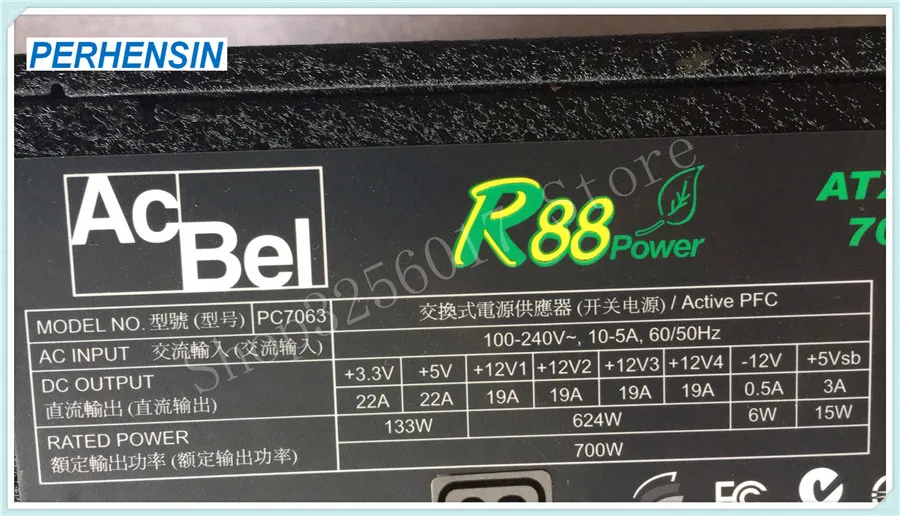 PERHENSIN
Ac
Bel
R88 Power
MODEL NO. 型號 (型号) PC7063 交換式電源供應器 (开关电源) / Active PFC
AC INPUT 交流輸入 (交流输入) 100-240V~, 10-5A, 60/50Hz
DC OUTPUT
直流輸出 (直流输出)
+3.3V +5V +12V1 +12V2 +12V3 +12V4 -12V +5Vsb
22A 22A 19A 19A 19A 19A 0.5A 3A
RATED POWER
額定輸出功率 (额定输出功率)
133W 624W 6W 15W
700W
FC